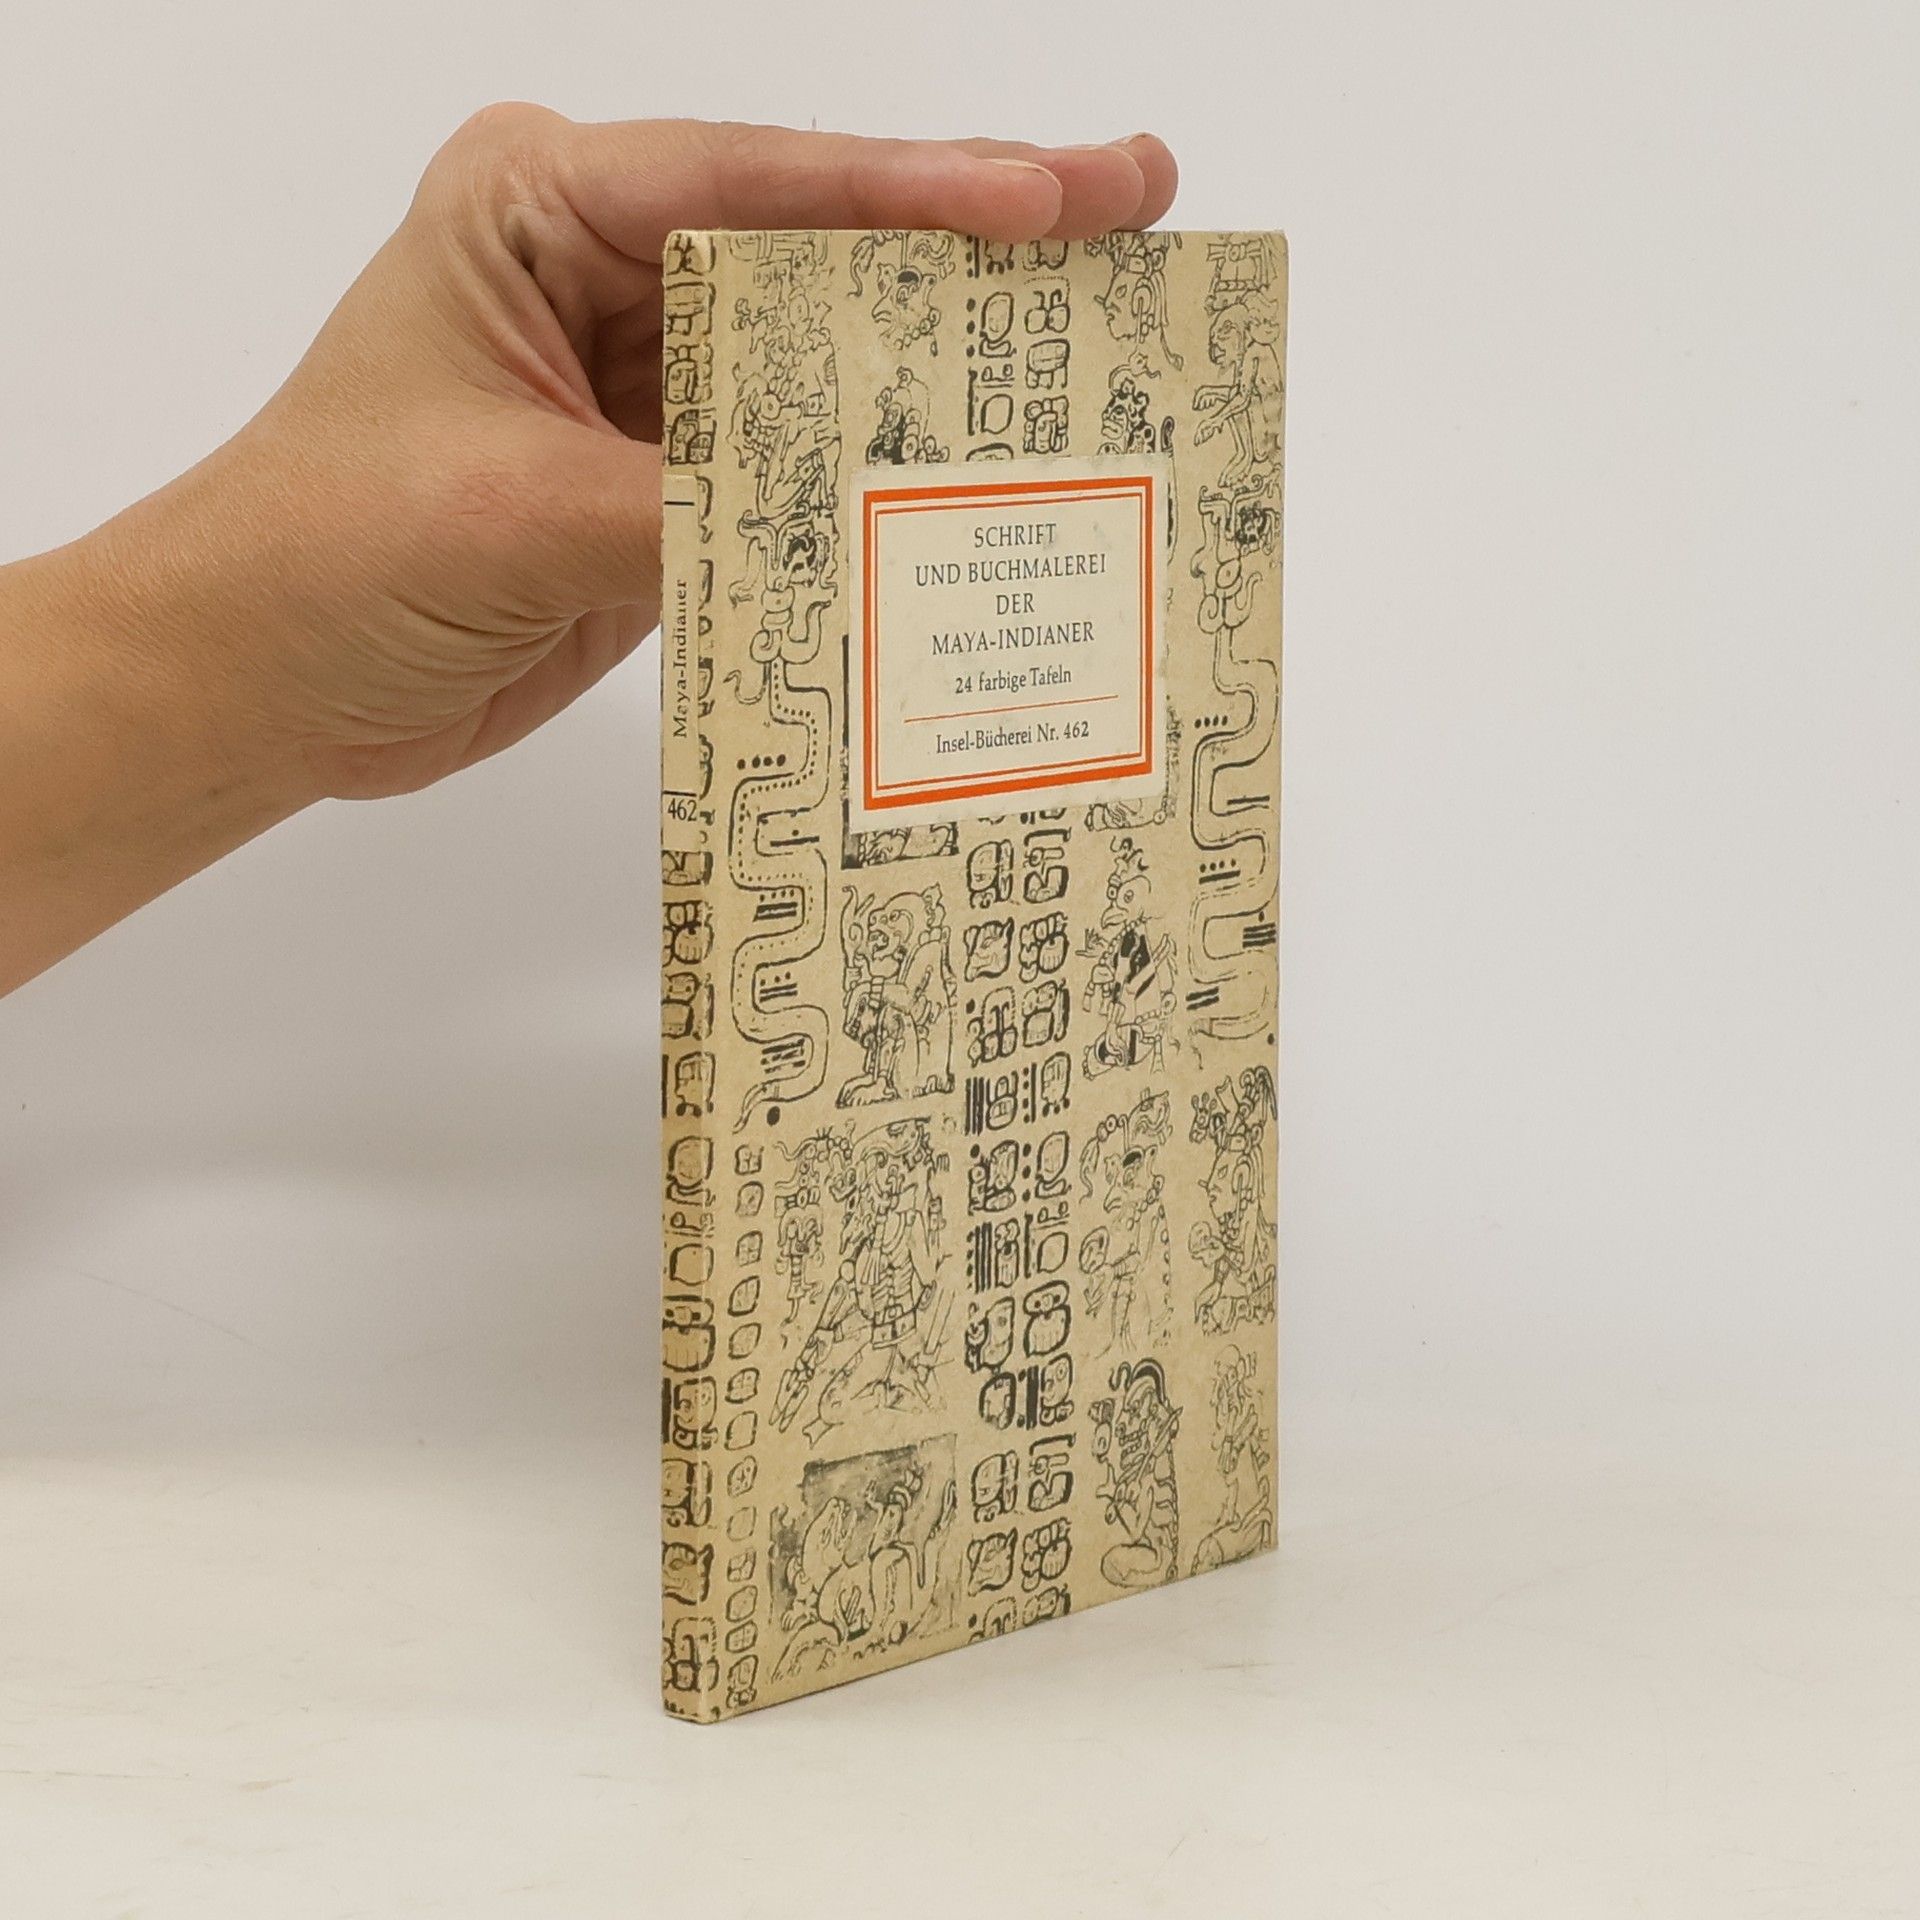 SCHRIFT
UND BUCHMALEREI
DER
MAYA-INDIANER
24 farbige Tafeln
Insel-Bücherei Nr. 462
Maya-Indianer
462